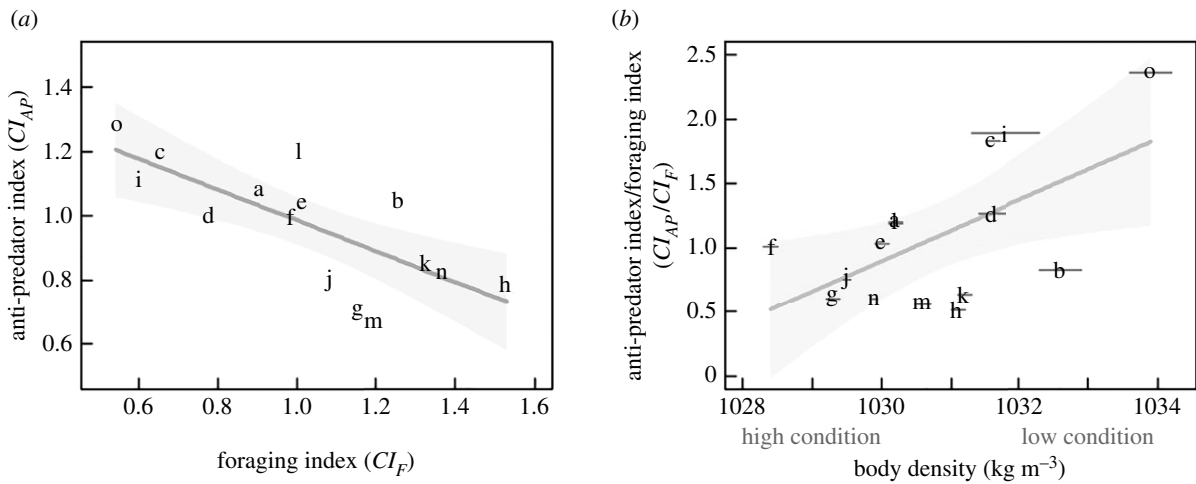 (a)
anti-predator index (CI_AP)
1.4
1.2
1.0
0.8
0.6
o
c
i
d
a
l
e
f
b
j
k
n
h
g
m
0.6 0.8 1.0 1.2 1.4 1.6
foraging index (CI_F)
(b)
anti-predator index/foraging index
(CI_AP/CI_F)
2.5
2.0
1.5
1.0
0.5
0
o
i
d
a
f
j
b
g
n
m
k
h
1028 1030 1032 1034
high condition low condition
body density (kg m⁻³)